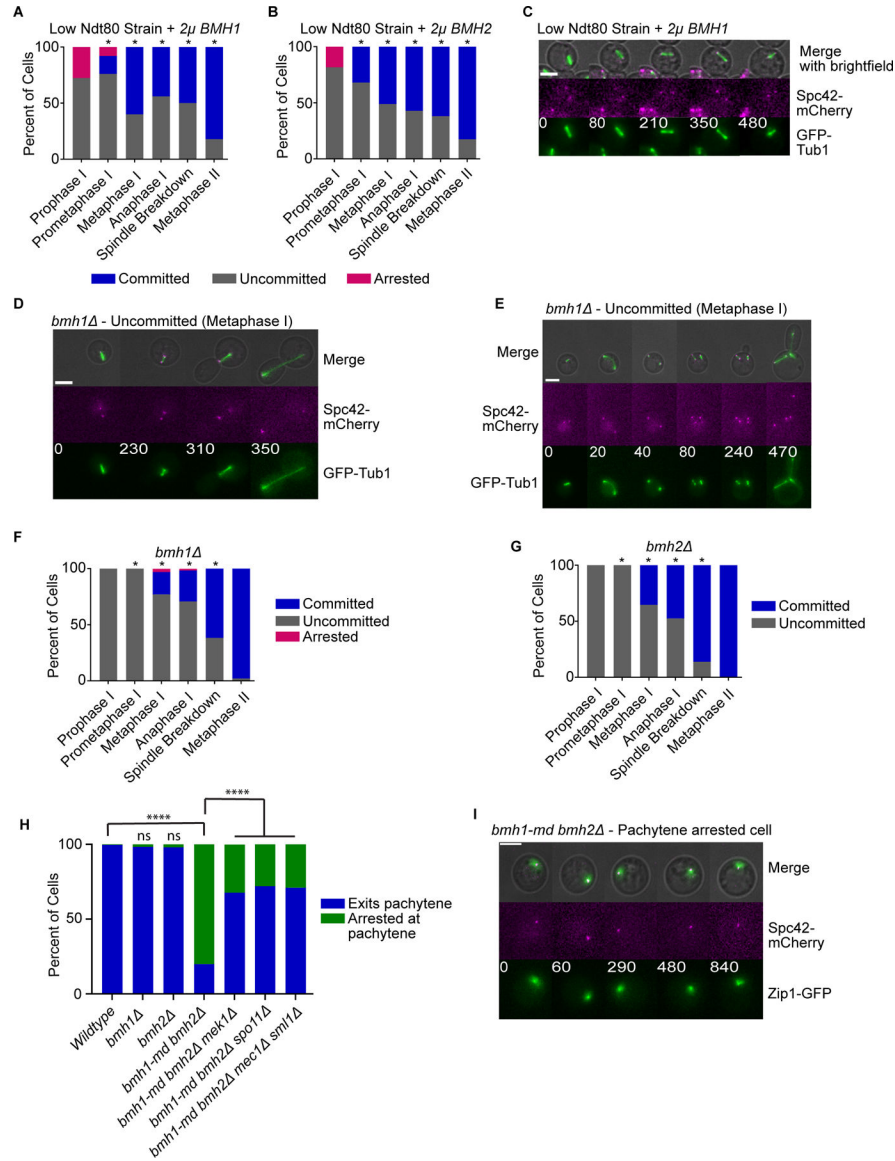 A
Low Ndt80 Strain + 2µ BMH1
Percent of Cells
100
50
0
* * * * *
Prophase I
Prometaphase I
Metaphase I
Anaphase I
Spindle Breakdown
Metaphase II
B
Low Ndt80 Strain + 2µ BMH2
Percent of Cells
100
50
0
* * * * *
Prophase I
Prometaphase I
Metaphase I
Anaphase I
Spindle Breakdown
Metaphase II
Committed
Uncommitted
Arrested
C
Low Ndt80 Strain + 2µ BMH1
Merge
with brightfield
Spc42-
mCherry
0 80 210 350 480
GFP-
Tub1
D
bmh1Δ - Uncommitted (Metaphase I)
Merge
Spc42-
mCherry
0 230 310 350
GFP-Tub1
E
bmh1Δ - Uncommitted (Metaphase I)
Merge
Spc42-
mCherry
0 20 40 80 240 470
GFP-Tub1
F
bmh1Δ
Percent of Cells
100
50
0
* * * *
Prophase I
Prometaphase I
Metaphase I
Anaphase I
Spindle Breakdown
Metaphase II
Committed
Uncommitted
Arrested
G
bmh2Δ
Percent of Cells
100
50
0
* * * *
Prophase I
Prometaphase I
Metaphase I
Anaphase I
Spindle Breakdown
Metaphase II
Committed
Uncommitted
H
Percent of Cells
100
50
0
****
****
ns ns
Wildtype
bmh1Δ
bmh2Δ
bmh1-md bmh2Δ
bmh1-md bmh2Δ mek1Δ
bmh1-md bmh2Δ spo11Δ
bmh1-md bmh2Δ mec1Δ sml1Δ
Exits pachytene
Arrested at
pachytene
I
bmh1-md bmh2Δ - Pachytene arrested cell
Merge
Spc42-
mCherry
0 60 290 480 840
Zip1-GFP